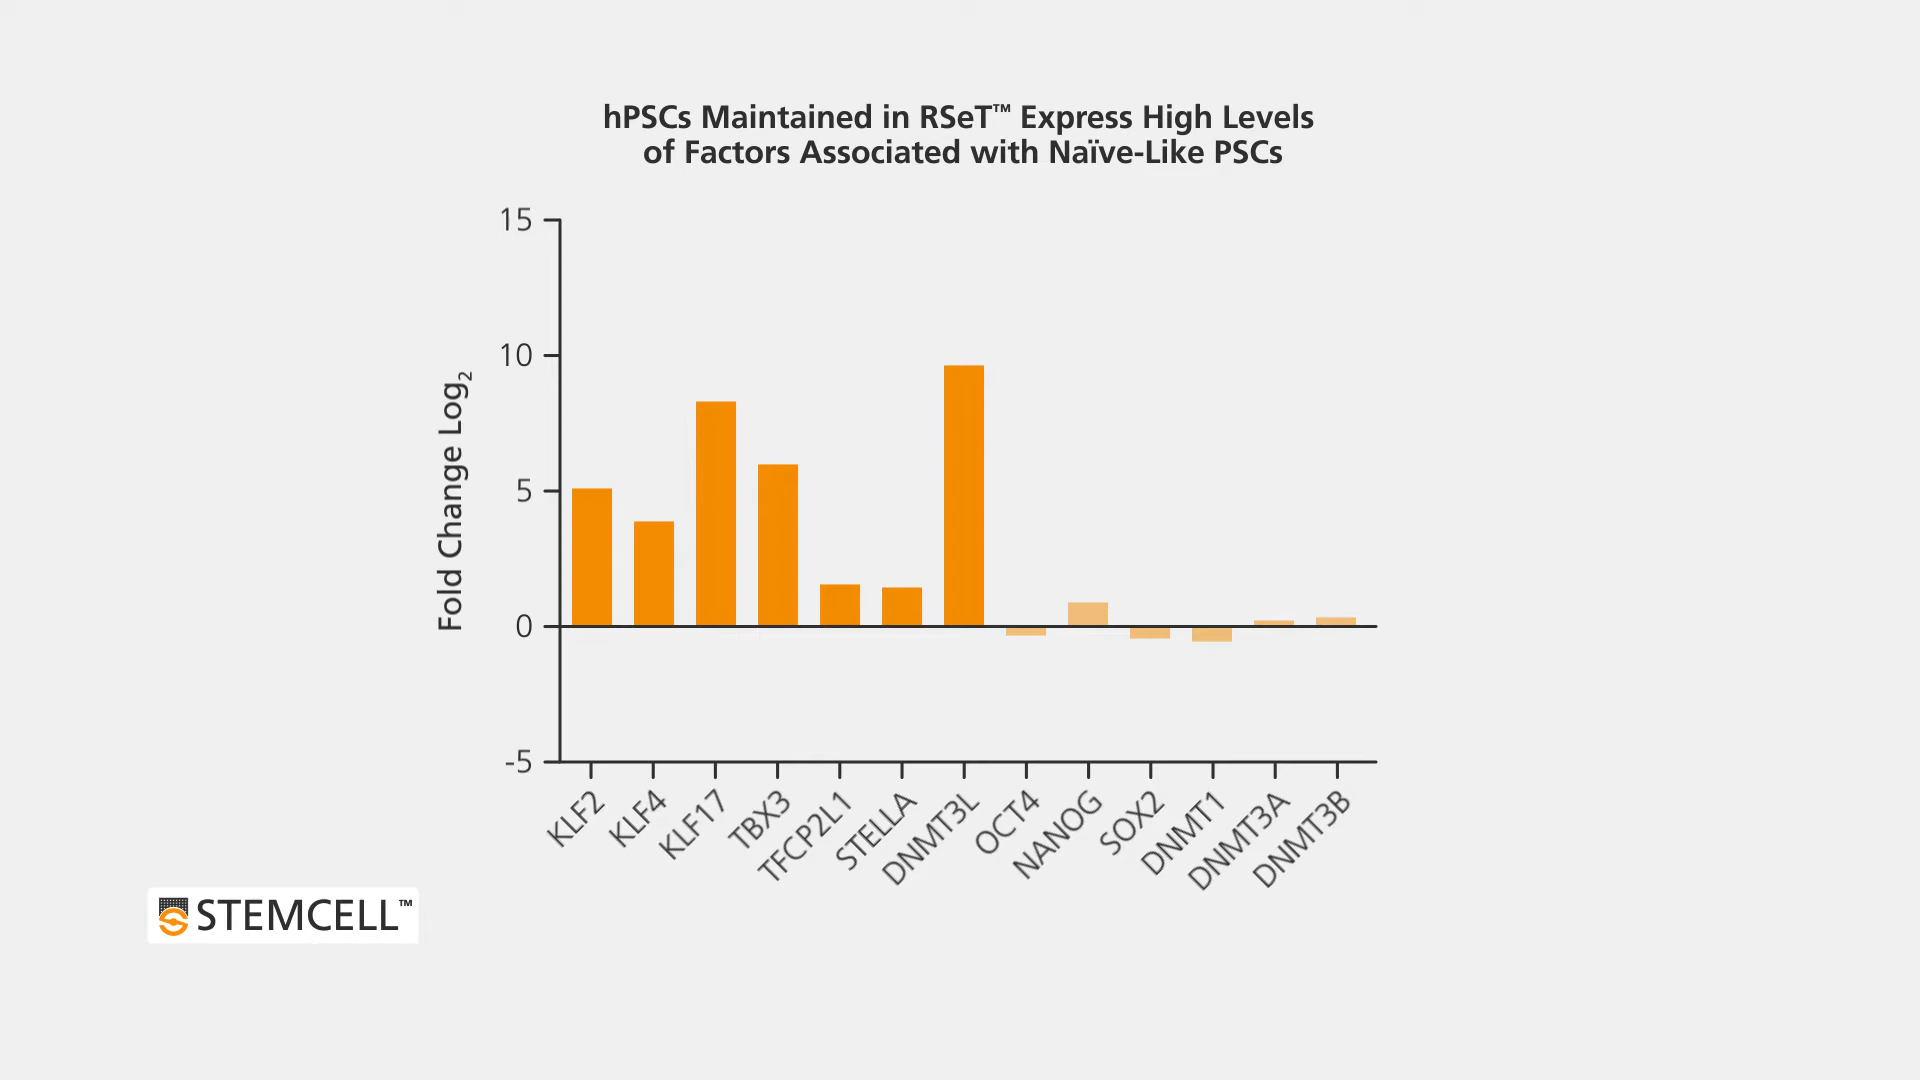 hPSCs Maintained in RSeT™ Express High Levels
of Factors Associated with Naïve-Like PSCs
Fold Change Log₂
15
10
5
0
-5
KLF2
KLF4
KLF17
TBX3
TFCP2L1
STELLA
DNMT3L
OCT4
NANOG
SOX2
DNMT1
DNMT3A
DNMT3B
STEMCELL™